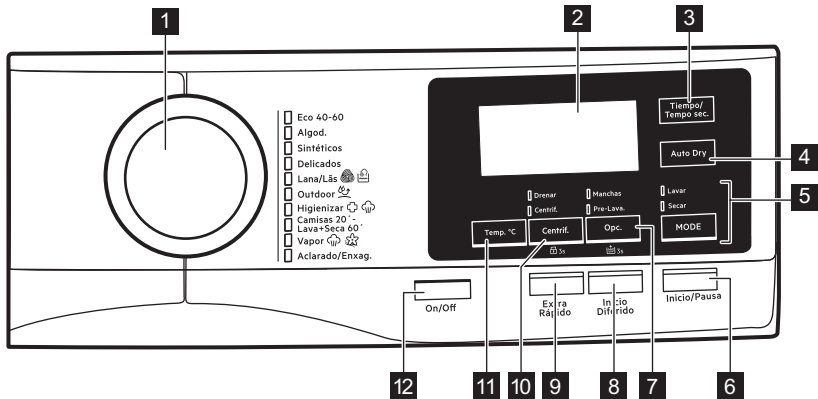 1
2
3
Tiempo/
Tempo sec.
Auto Dry
4
5
Eco 40-60
Algod.
Sintéticos
Delicados
Lana/Lãs
Outdoor
Higienizar
Camisas 20´-
Lava+Seca 60´
Vapor
Aclarado/Enxag.
Drenar
Centrif.
Manchas
Pre-Lava.
Lavar
Secar
Temp. °C
Centrif.
Opc.
MODE
3s
3s
On/Off
Extra
Rápido
Inicio
Diferido
Inicio/Pausa
12
11
10
9
8
7
6